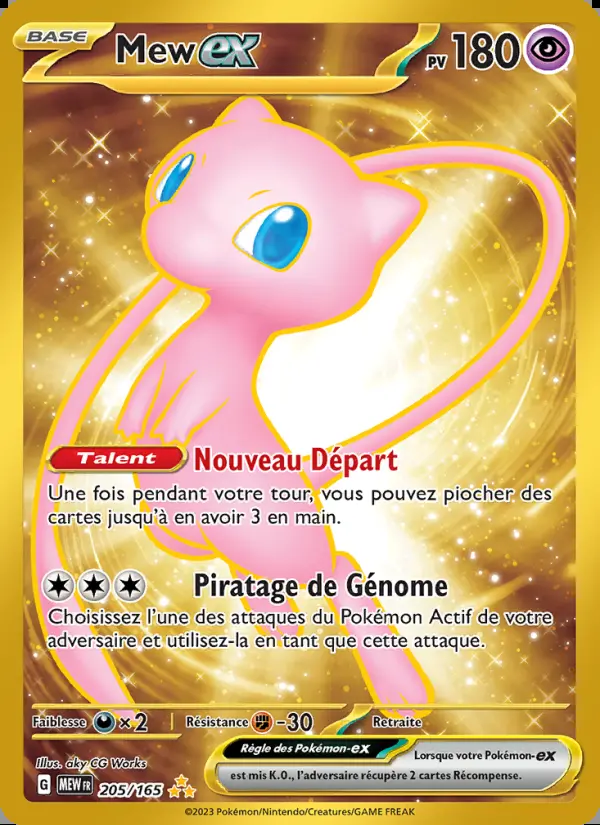 BASE
Mew ex
PV 180
Talent Nouveau Départ
Une fois pendant votre tour, vous pouvez piocher des
cartes jusqu'à en avoir 3 en main.
Piratage de Génome
Choisissez l'une des attaques du Pokémon Actif de votre
adversaire et utilisez-la en tant que cette attaque.
Faiblesse ×2 Résistance -30 Retraite
Illus. aky CG Works
Règle des Pokémon-ex Lorsque votre Pokémon-ex
est mis K.O., l'adversaire récupère 2 cartes Récompense.
G MEW FR 205/165
©2023 Pokémon/Nintendo/Creatures/GAME FREAK